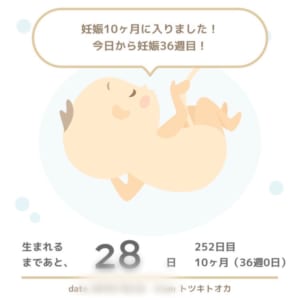 妊娠10ヶ月に入りました！
今日から妊娠36週目！
生まれる
まであと、 28 日
252日目
10ヶ月（36週0日）
date from トツキトオカ